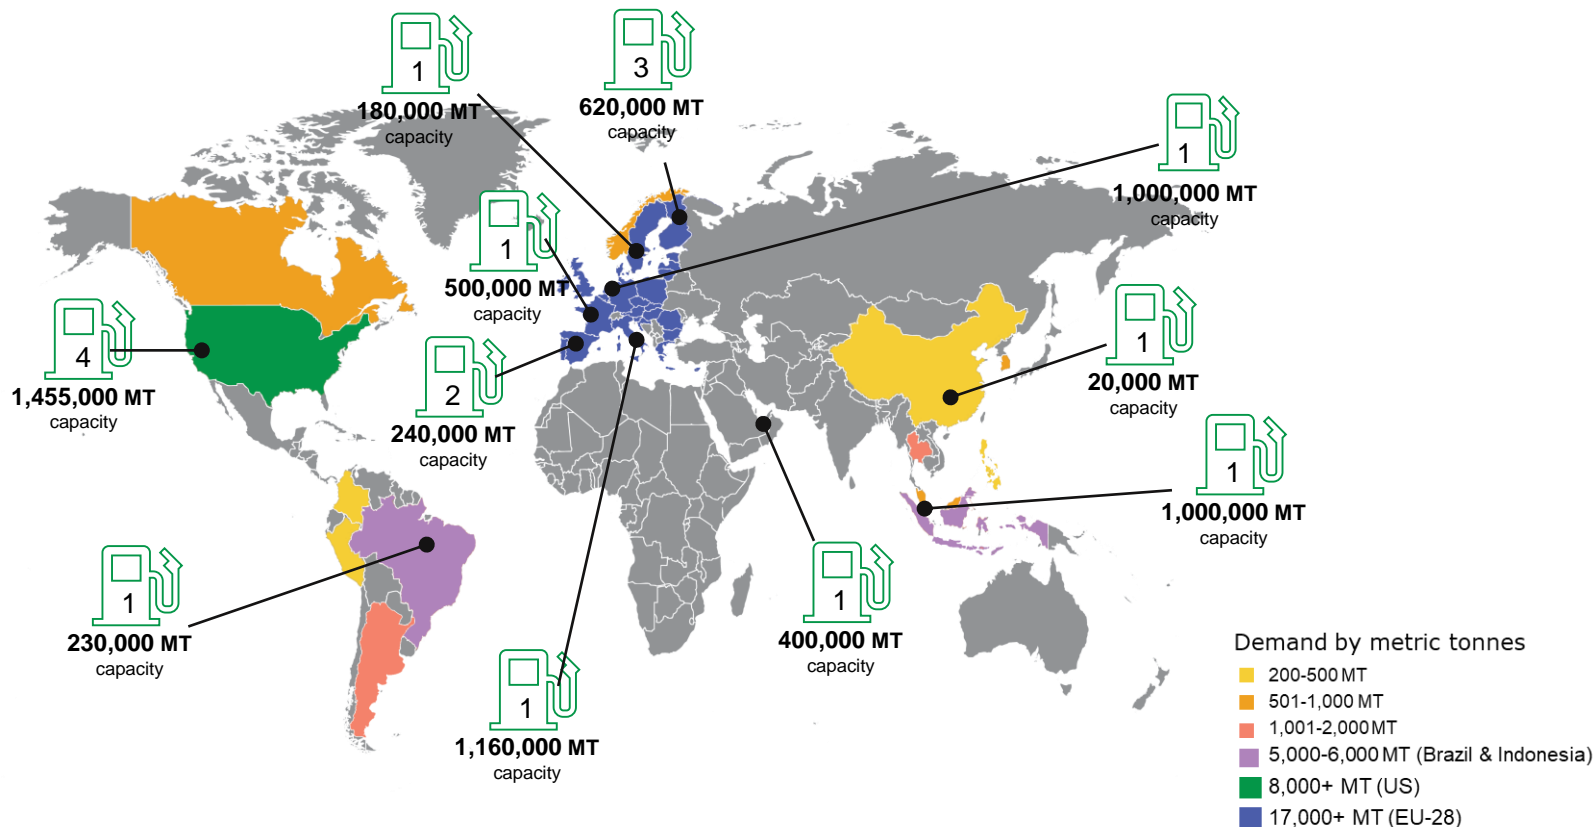 1
180,000 MT
capacity
3
620,000 MT
capacity
1
1,000,000 MT
capacity
1
500,000 MT
capacity
4
1,455,000 MT
capacity
2
240,000 MT
capacity
1
20,000 MT
capacity
1
1,000,000 MT
capacity
1
230,000 MT
capacity
1
400,000 MT
capacity
1
1,160,000 MT
capacity
Demand by metric tonnes
200-500 MT
501-1,000 MT
1,001-2,000 MT
5,000-6,000 MT (Brazil & Indonesia)
8,000+ MT (US)
17,000+ MT (EU-28)